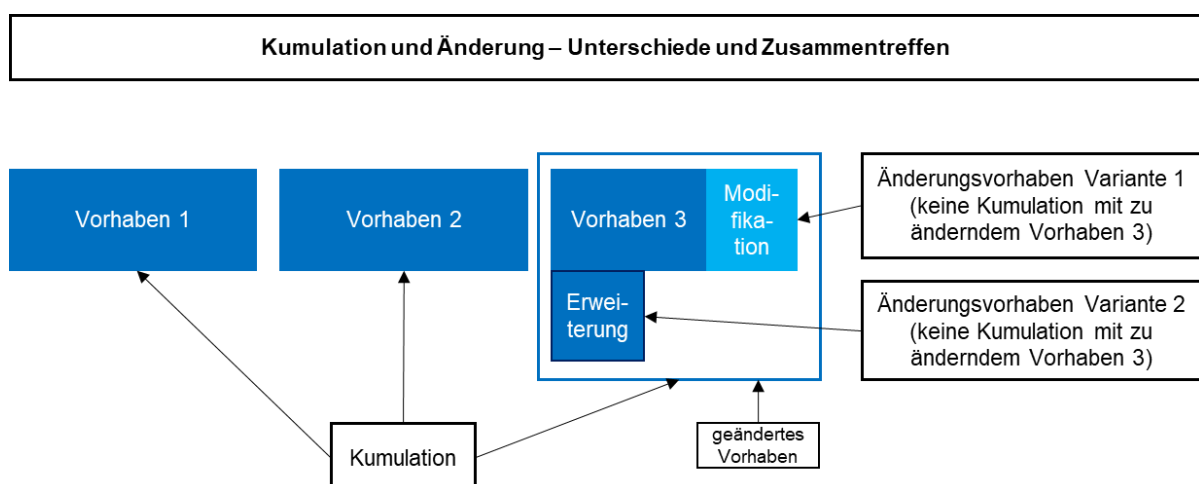 Kumulation und Änderung – Unterschiede und Zusammentreffen
Vorhaben 1
Vorhaben 2
Vorhaben 3
Modi-
fika-
tion
Änderungsvorhaben Variante 1
(keine Kumulation mit zu
änderndem Vorhaben 3)
Erwei-
terung
Änderungsvorhaben Variante 2
(keine Kumulation mit zu
änderndem Vorhaben 3)
Kumulation
geändertes
Vorhaben